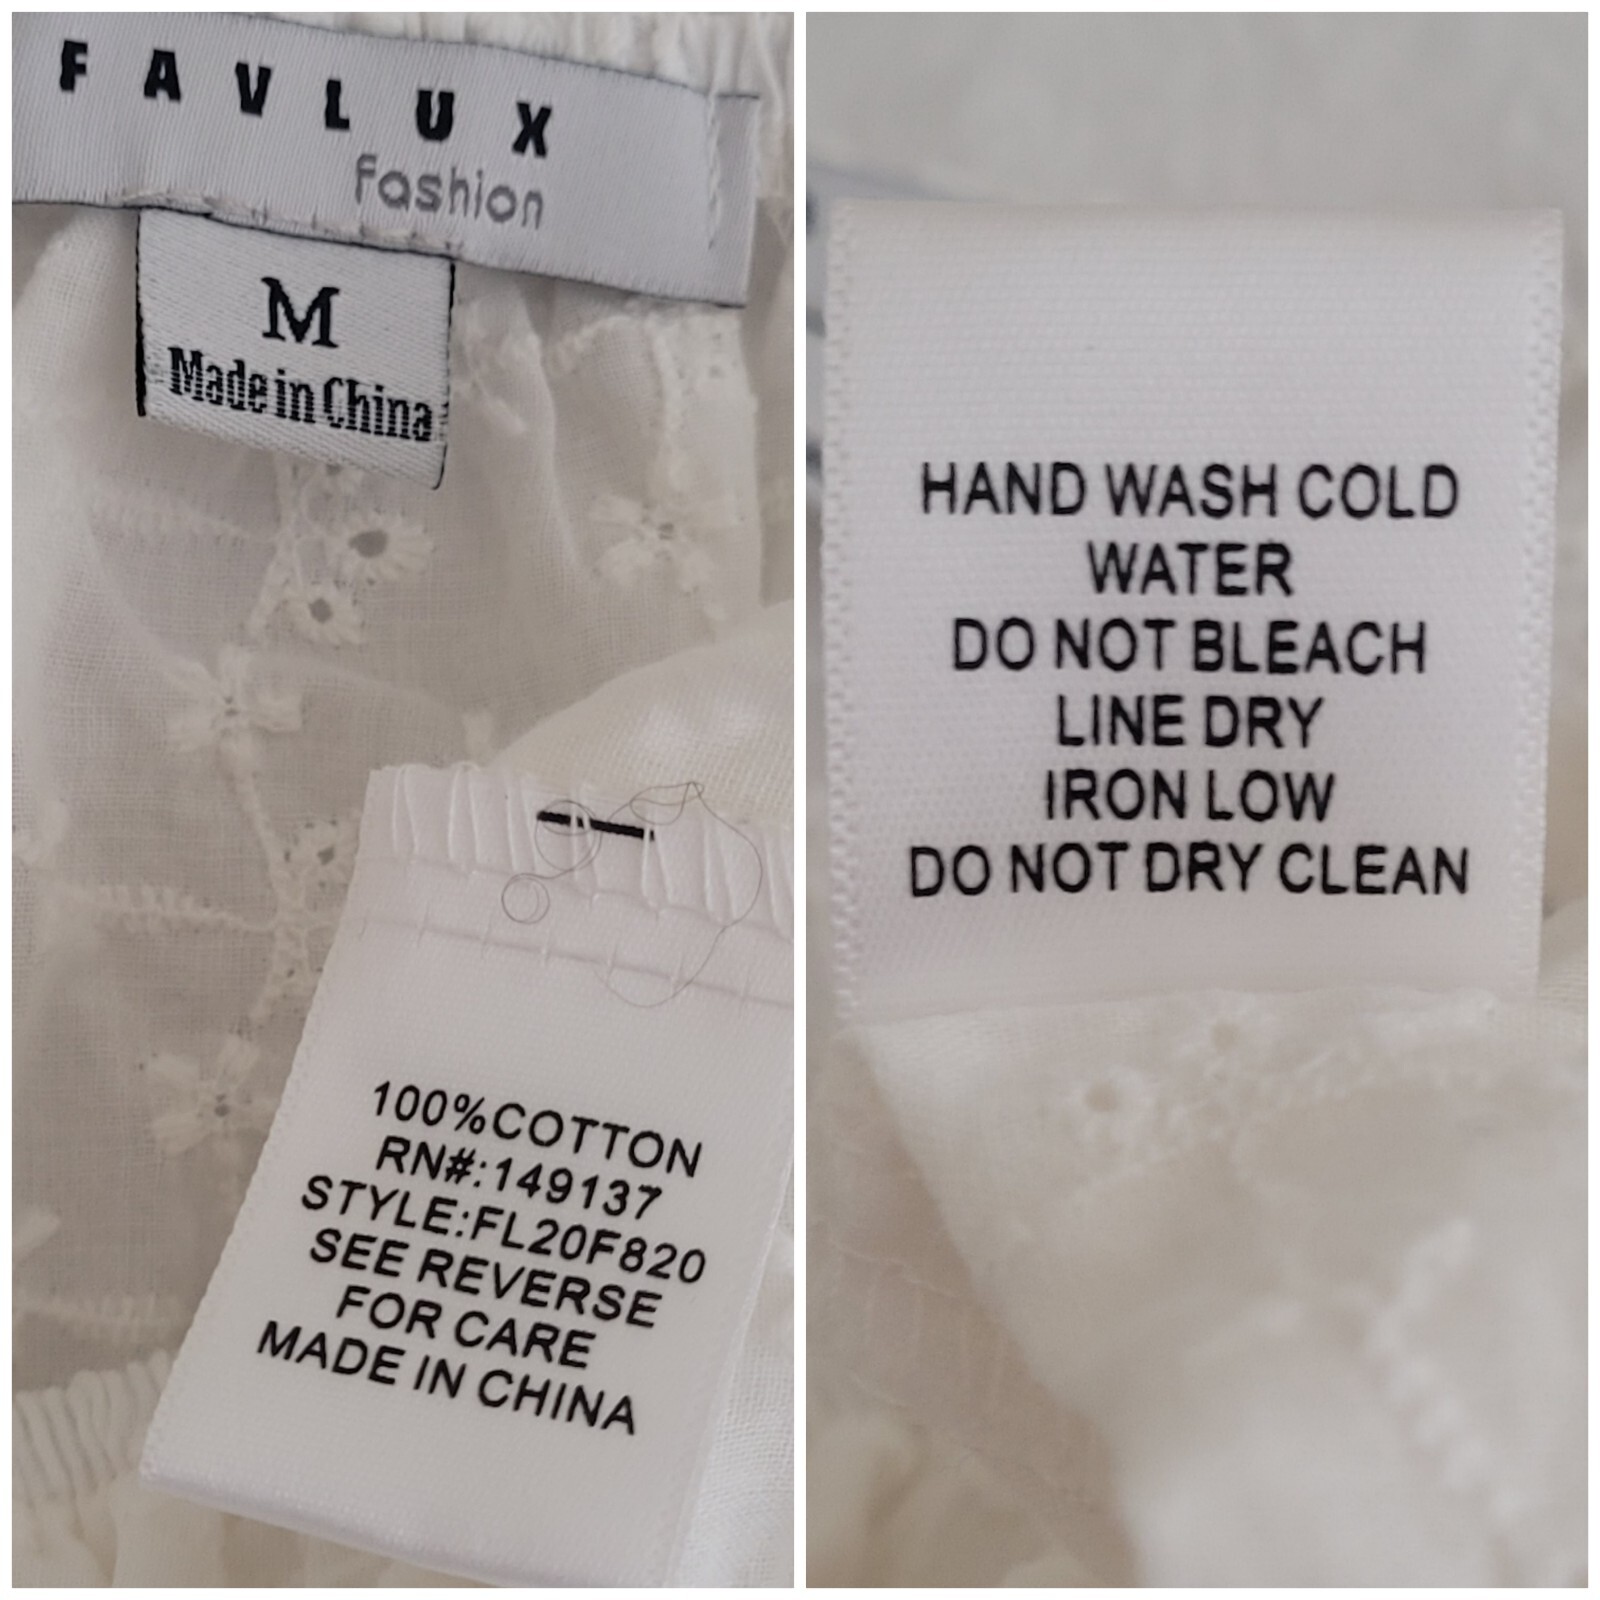 FAVLUX
fashion
M
Made in China
100%COTTON
RN#:149137
STYLE:FL20F820
SEE REVERSE
FOR CARE
MADE IN CHINA
HAND WASH COLD
WATER
DO NOT BLEACH
LINE DRY
IRON LOW
DO NOT DRY CLEAN